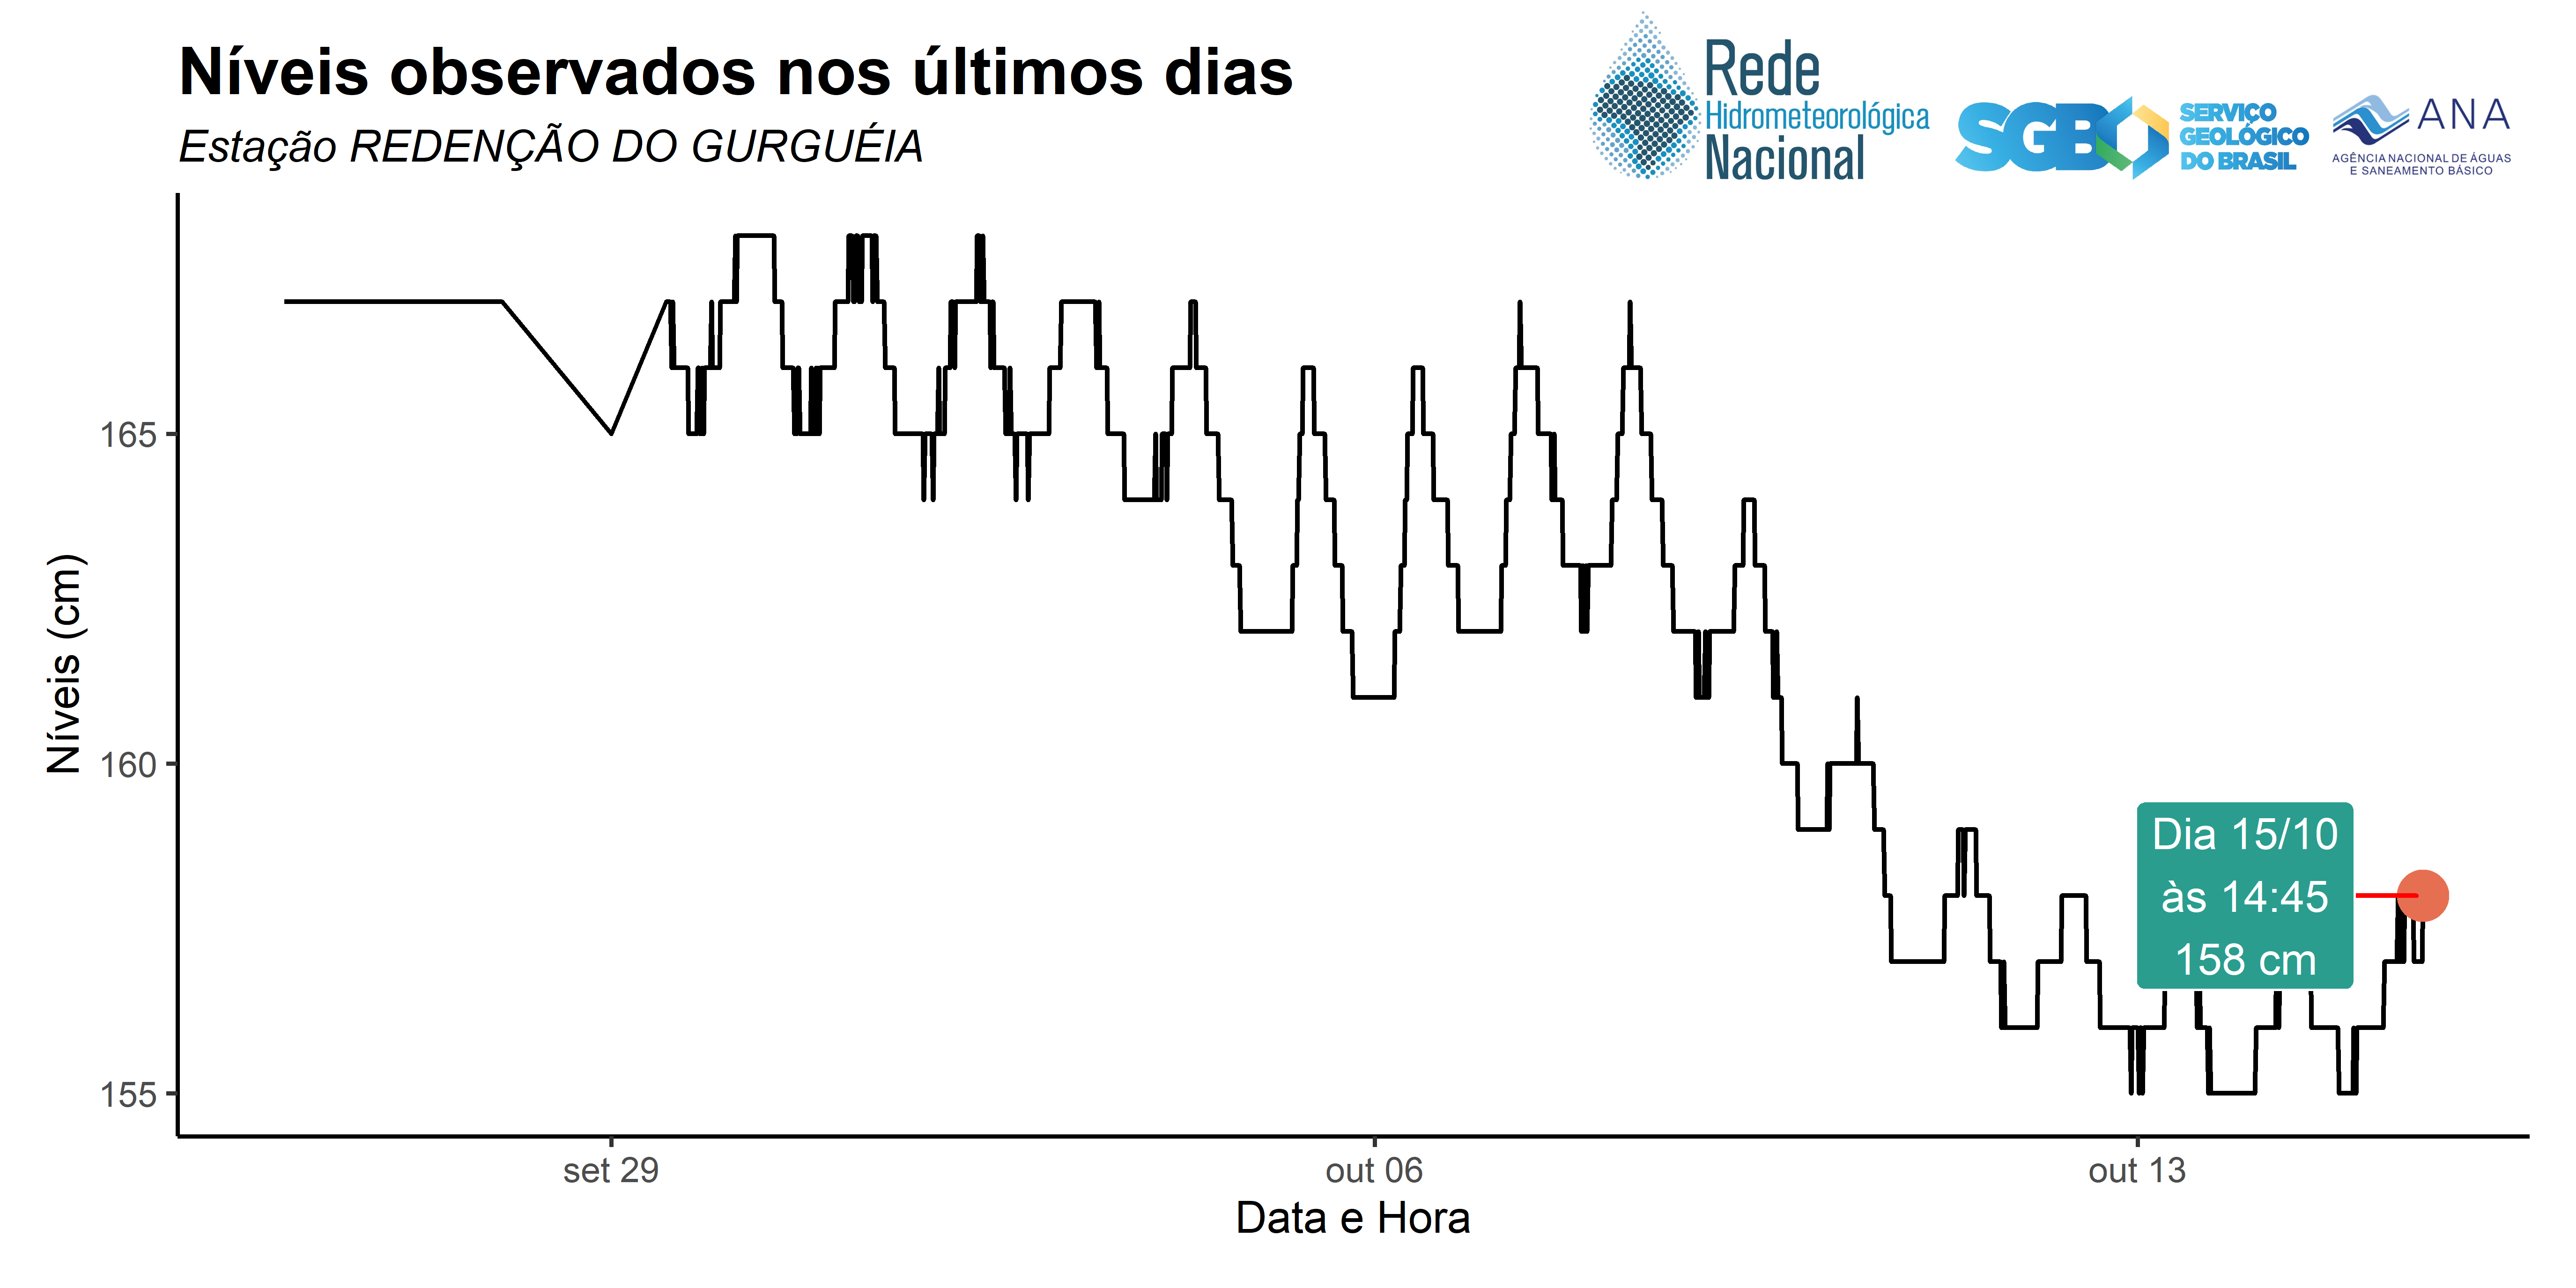 Níveis observados nos últimos dias
Estação REDENÇÃO DO GURGUÉIA
Rede
Hidrometeorológica
Nacional
SGB
SERVIÇO
GEOLÓGICO
DO BRASIL
ANA
AGÊNCIA NACIONAL DE ÁGUAS
E SANEAMENTO BÁSICO
Níveis (cm)
165
160
155
Dia 15/10
às 14:45
158 cm
set 29
out 06
out 13
Data e Hora